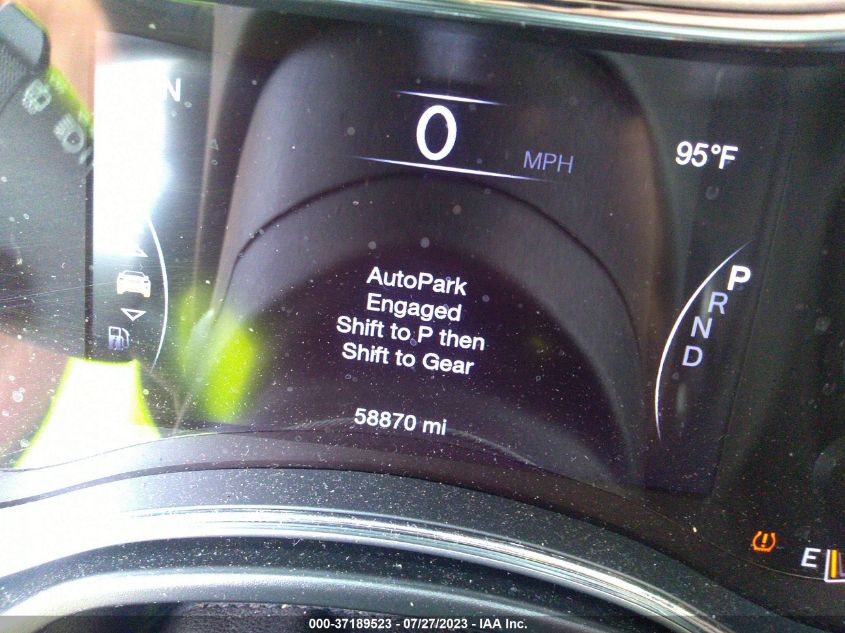 N
0
MPH
95°F
AutoPark
Engaged
Shift to P then
Shift to Gear
P
R
N
D
58870 mi
E
000-37189523 - 07/27/2023 - IAA Inc.